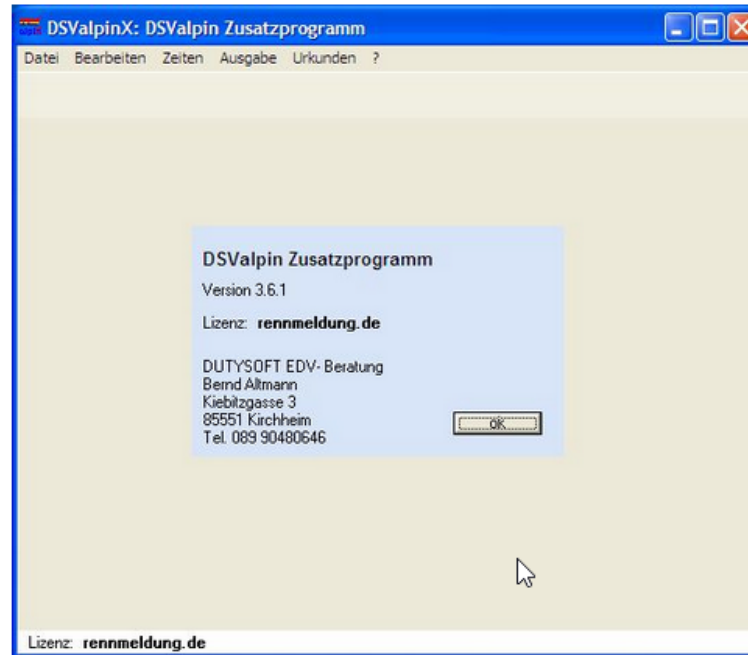 DSValpinX: DSValpin Zusatzprogramm
Datei Bearbeiten Zeiten Ausgabe Urkunden ?
DSValpin Zusatzprogramm
Version 3.6.1
Lizenz: rennmeldung.de
DUTYSOFT EDV- Beratung
Bernd Altmann
Kiebitzgasse 3
85551 Kirchheim
Tel. 089 90480646
OK
Lizenz: rennmeldung.de